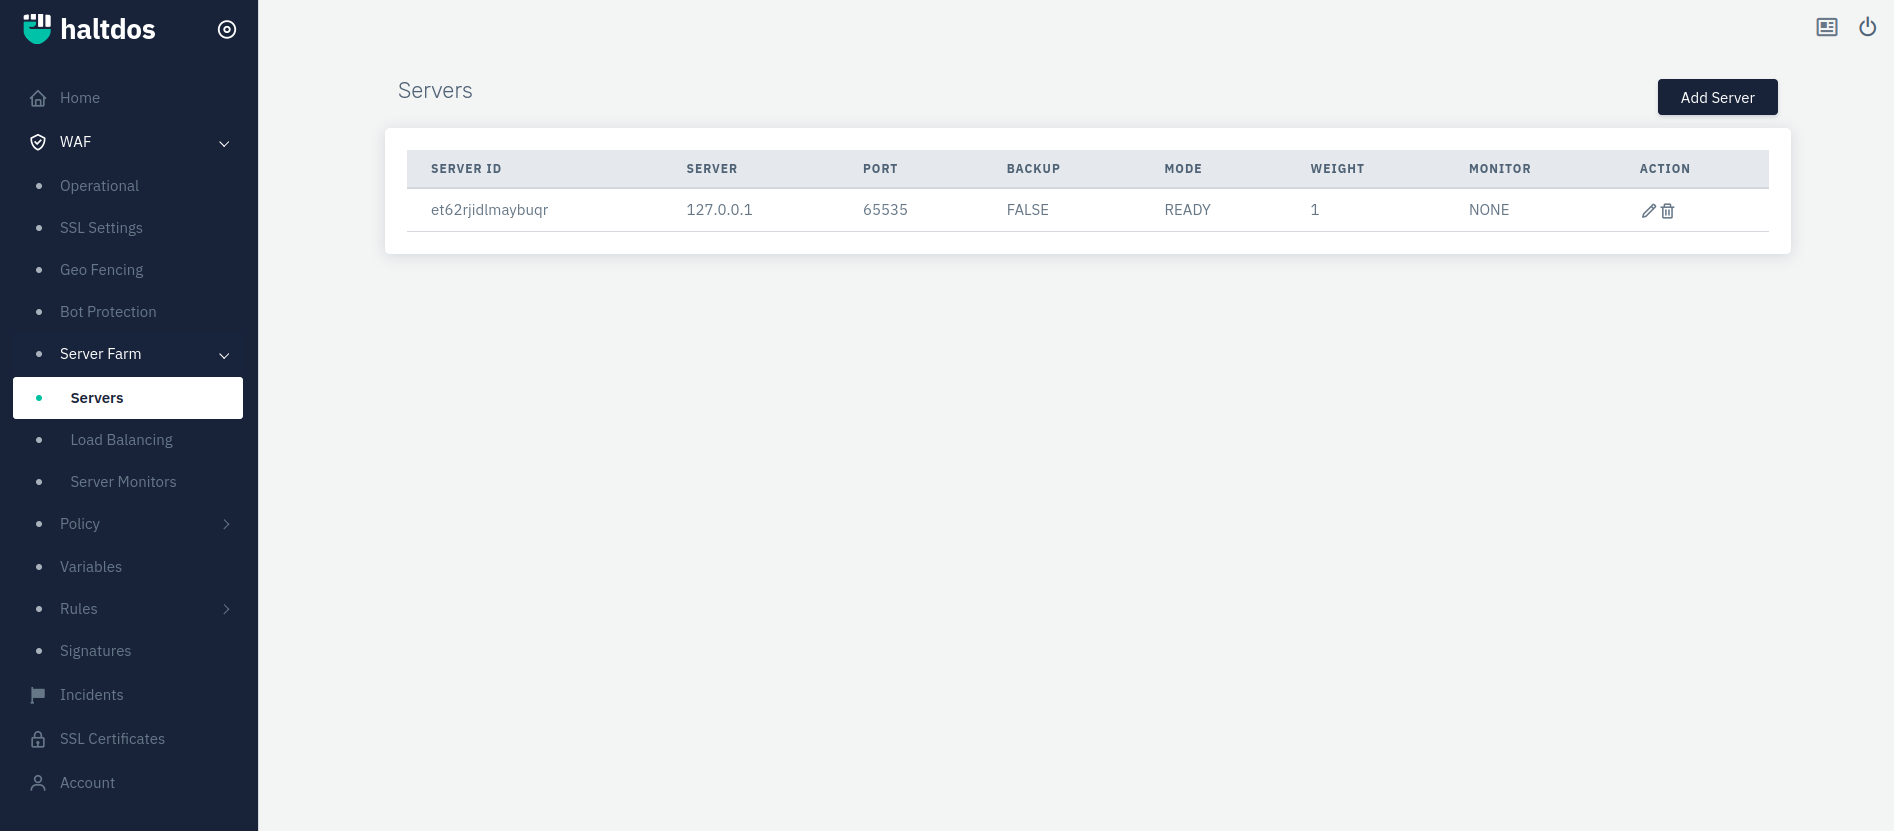 haltdos
Home
WAF
Operational
SSL Settings
Geo Fencing
Bot Protection
Server Farm
Servers
Load Balancing
Server Monitors
Policy
Variables
Rules
Signatures
Incidents
SSL Certificates
Account
Servers
Add Server
SERVER ID SERVER PORT BACKUP MODE WEIGHT MONITOR ACTION
et62rjidlmaybuqr 127.0.0.1 65535 FALSE READY 1 NONE